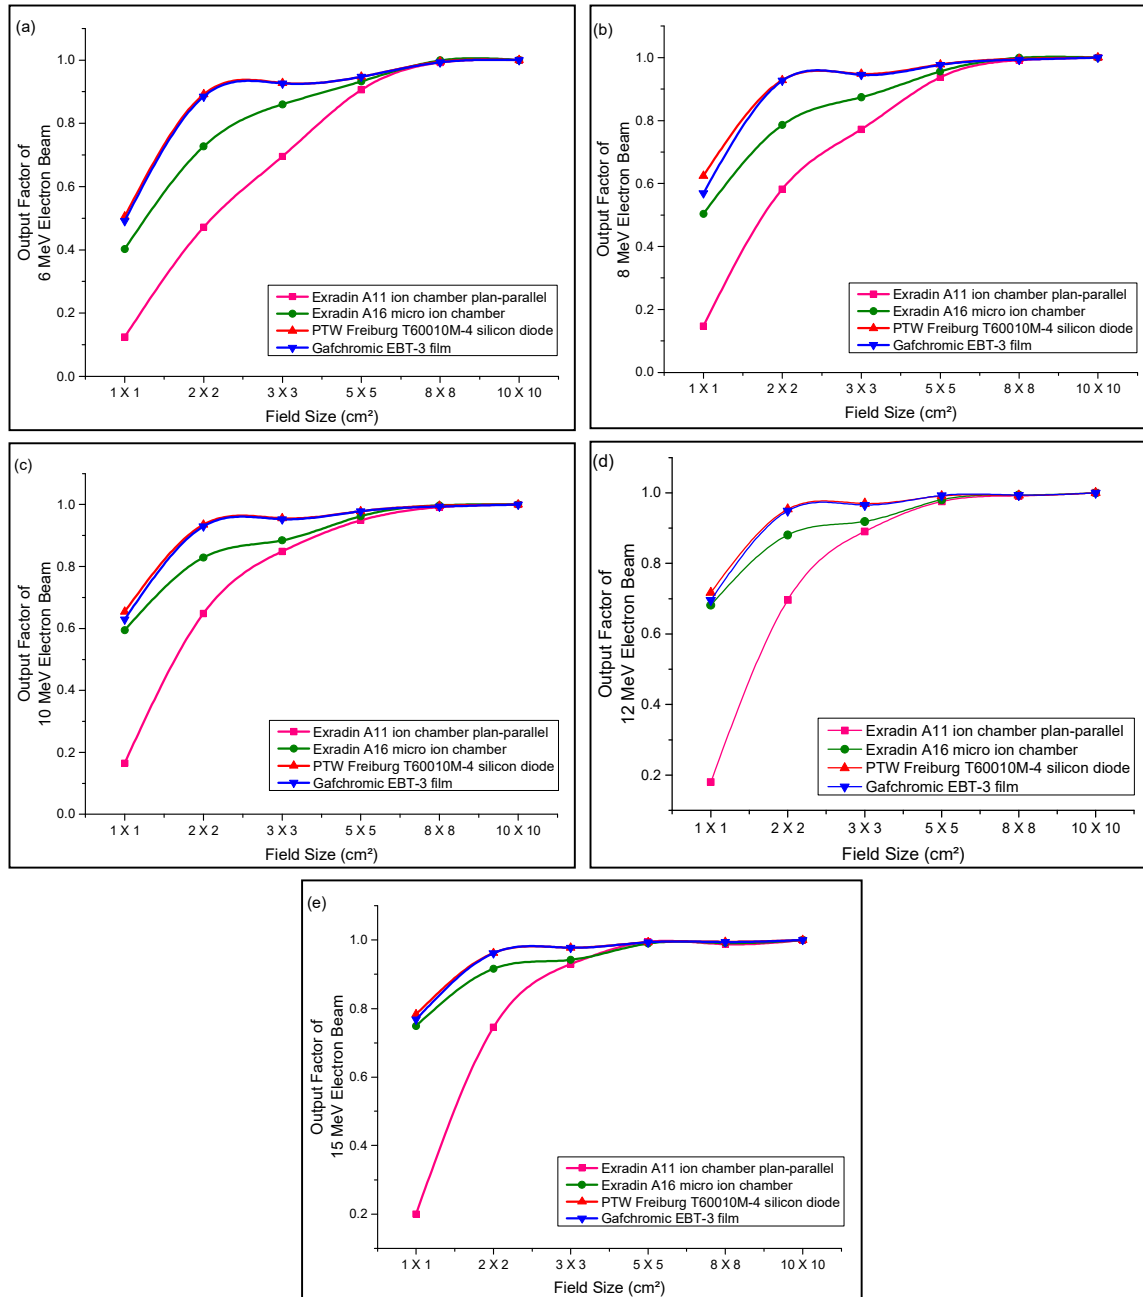 (a)
Output Factor of
6 MeV Electron Beam
1.0
0.8
0.6
0.4
0.2
0.0
Exradin A11 ion chamber plan-parallel
Exradin A16 micro ion chamber
PTW Freiburg T60010M-4 silicon diode
Gafchromic EBT-3 film
1 X 1 2 X 2 3 X 3 5 X 5 8 X 8 10 X 10
Field Size (cm²)
(b)
Output Factor of
8 MeV Electron Beam
1.0
0.8
0.6
0.4
0.2
0.0
Exradin A11 ion chamber plan-parallel
Exradin A16 micro ion chamber
PTW Freiburg T60010M-4 silicon diode
Gafchromic EBT-3 film
1 X 1 2 X 2 3 X 3 5 X 5 8 X 8 10 X 10
Field Size (cm²)
(c)
Output Factor of
10 MeV Electron Beam
1.0
0.8
0.6
0.4
0.2
0.0
Exradin A11 ion chamber plan-parallel
Exradin A16 micro ion chamber
PTW Freiburg T60010M-4 silicon diode
Gafchromic EBT-3 film
1 X 1 2 X 2 3 X 3 5 X 5 8 X 8 10 X 10
Field Size (cm²)
(d)
Output Factor of
12 MeV Electron Beam
1.0
0.8
0.6
0.4
0.2
Exradin A11 ion chamber plan-parallel
Exradin A16 micro ion chamber
PTW Freiburg T60010M-4 silicon diode
Gafchromic EBT-3 film
1 X 1 2 X 2 3 X 3 5 X 5 8 X 8 10 X 10
Field Size (cm²)
(e)
Output Factor of
15 MeV Electron Beam
1.0
0.8
0.6
0.4
0.2
Exradin A11 ion chamber plan-parallel
Exradin A16 micro ion chamber
PTW Freiburg T60010M-4 silicon diode
Gafchromic EBT-3 film
1 X 1 2 X 2 3 X 3 5 X 5 8 X 8 10 X 10
Field Size (cm²)